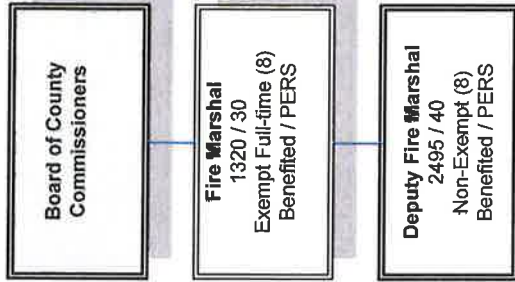 Board of County
Commissioners
Fire Marshal
1320 / 30
Exempt Full-time (8)
Benefited / PERS
Deputy Fire Marshal
2495 / 40
Non-Exempt (8)
Benefited / PERS